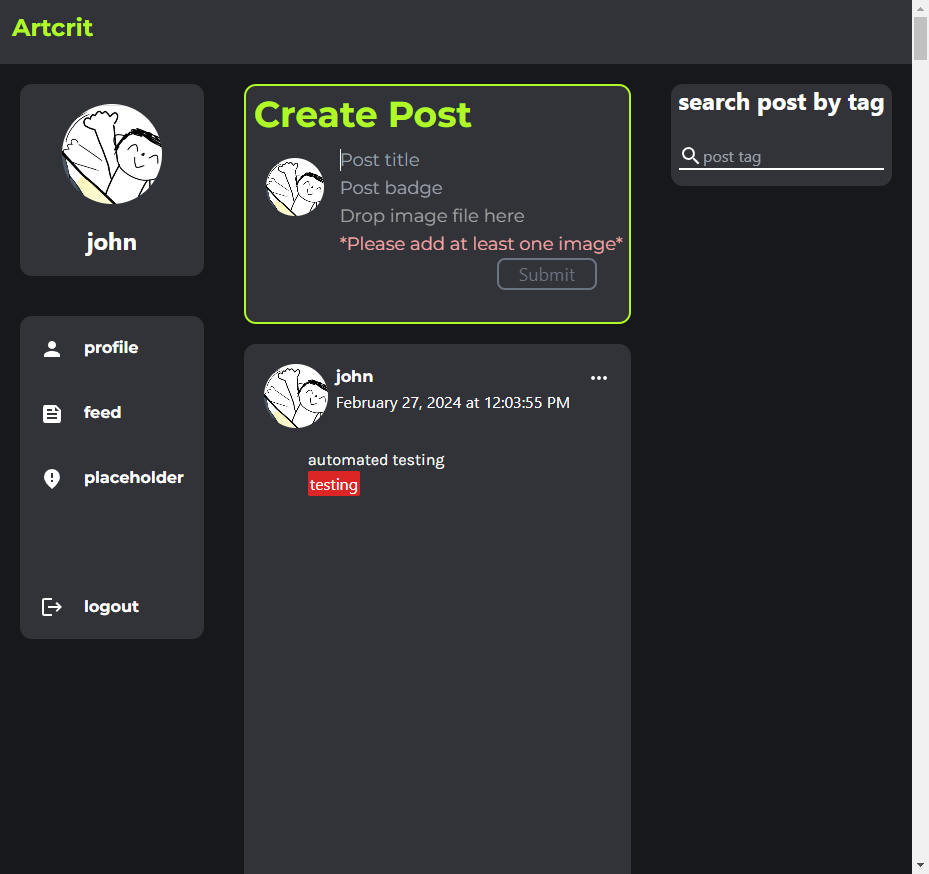 Artcrit
john
profile
feed
placeholder
logout
Create Post
Post title
Post badge
Drop image file here
*Please add at least one image*
Submit
john
February 27, 2024 at 12:03:55 PM
automated testing
testing
search post by tag
post tag